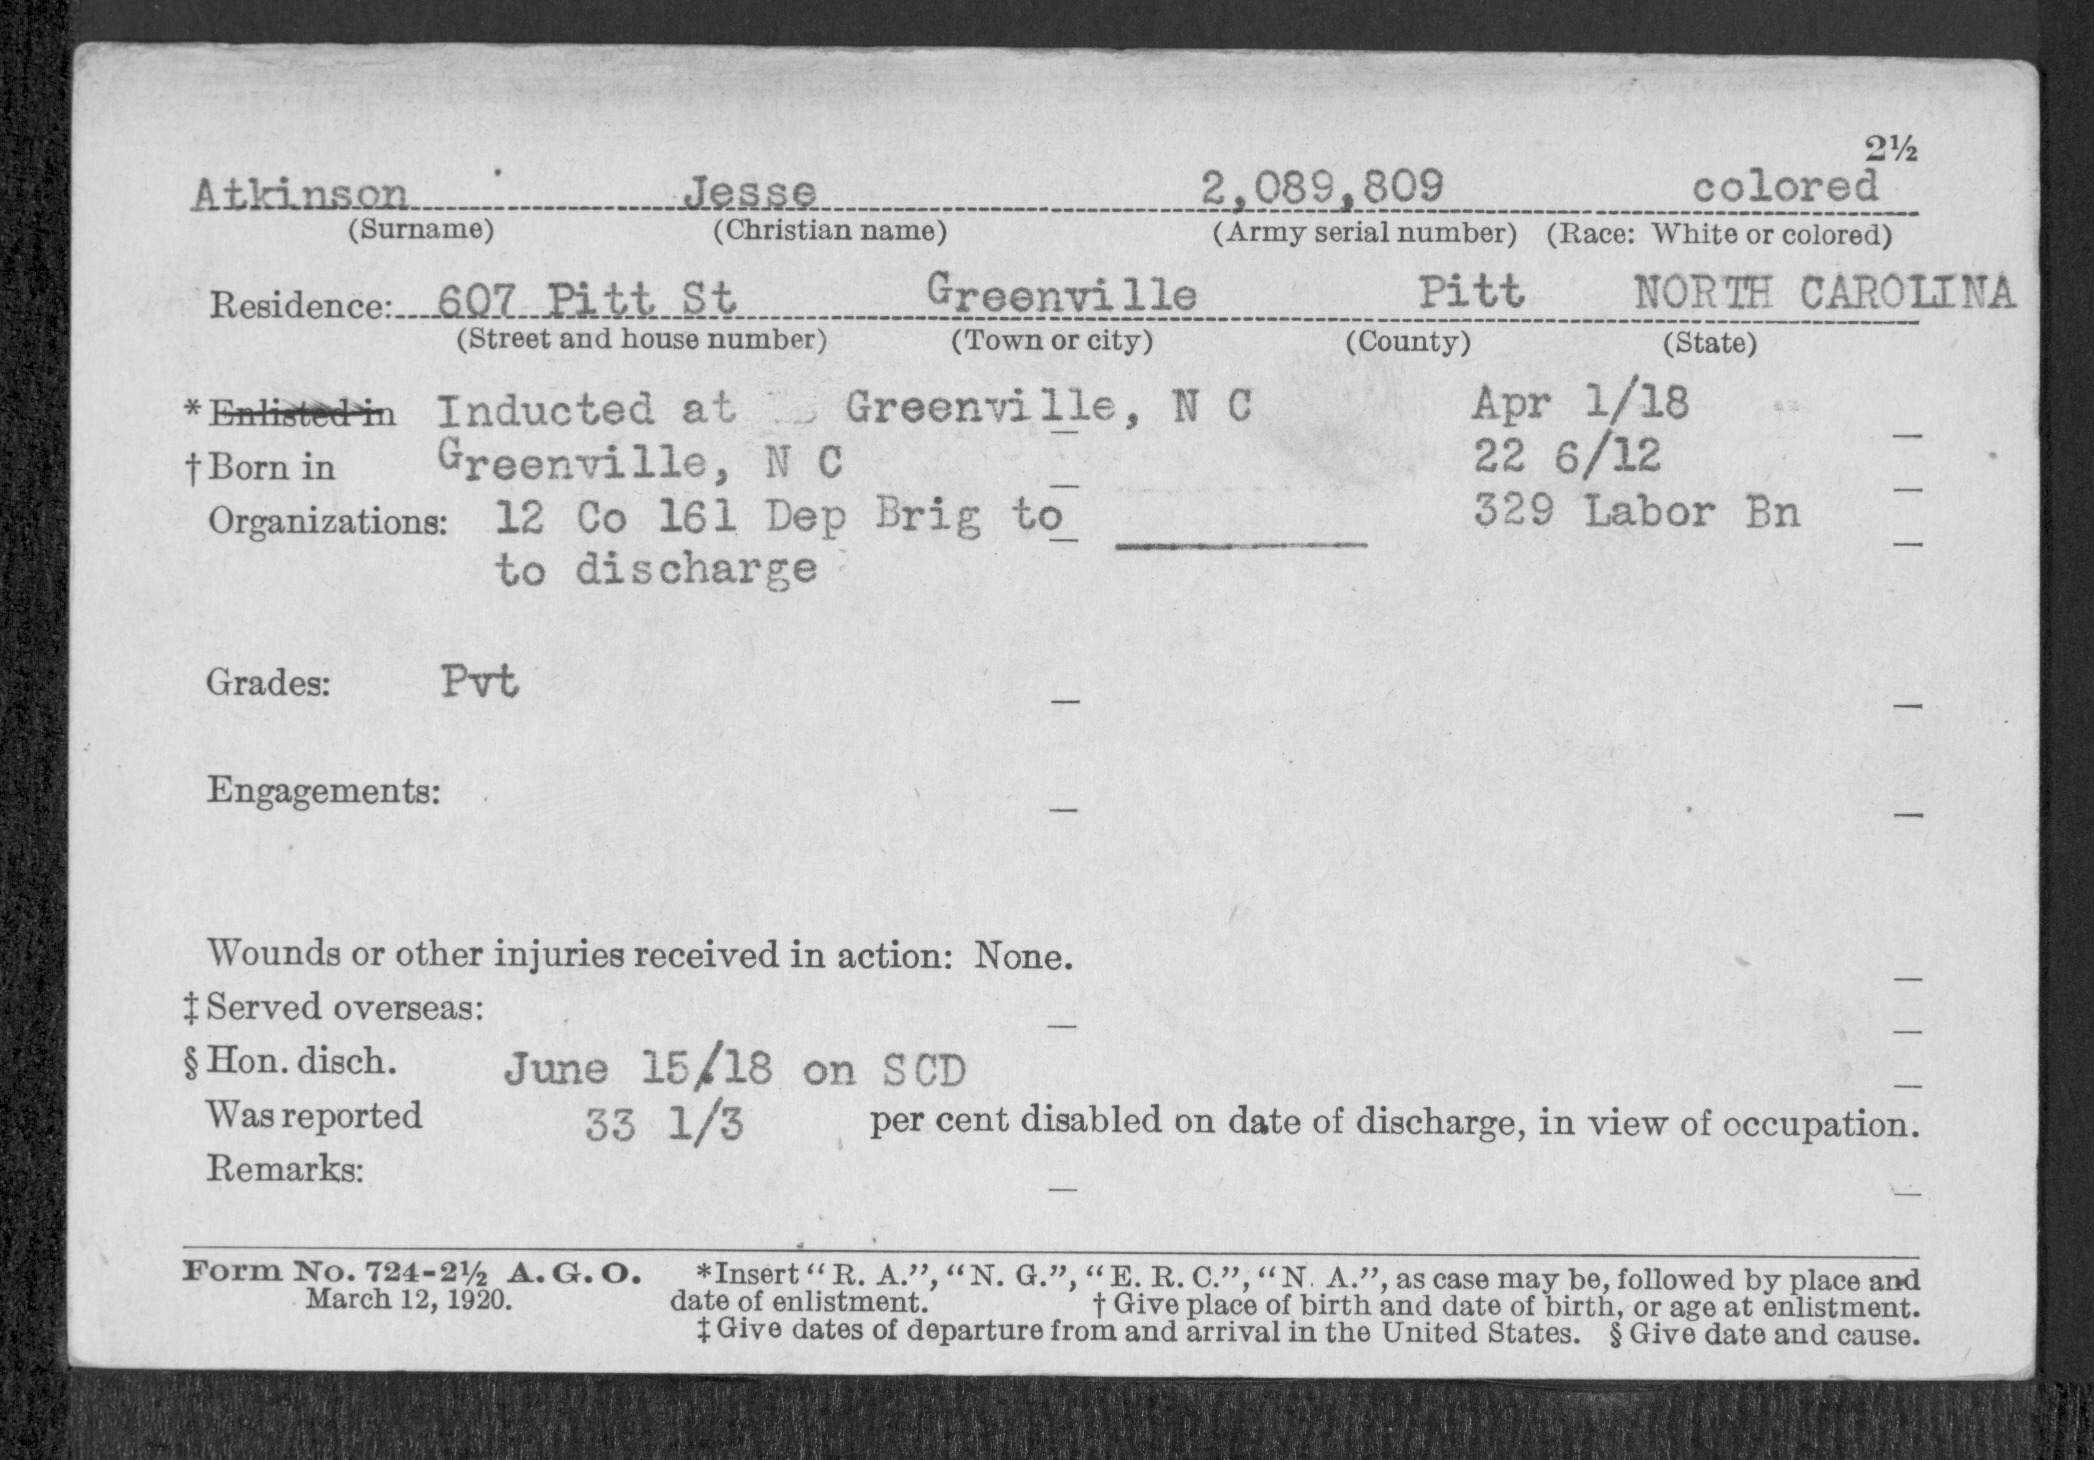 2½
Atkinson Jesse 2,089,809 colored
(Surname) (Christian name) (Army serial number) (Race: White or colored)
Residence: 607 Pitt St Greenville Pitt NORTH CAROLINA
(Street and house number) (Town or city) (County) (State)
*Enlisted in Inducted at Greenville, N C Apr 1/18
†Born in Greenville, N C 22 6/12
Organizations: 12 Co 161 Dep Brig to 329 Labor Bn
to discharge
Grades: Pvt
Engagements:
Wounds or other injuries received in action: None.
‡Served overseas:
§Hon. disch. June 15/18 on SCD
Was reported 33 1/3 per cent disabled on date of discharge, in view of occupation.
Remarks:
Form No. 724-2½ A. G. O. *Insert "R. A.", "N. G.", "E. R. C.", "N. A.", as case may be, followed by place and
March 12, 1920. date of enlistment. †Give place of birth and date of birth, or age at enlistment.
‡Give dates of departure from and arrival in the United States. §Give date and cause.